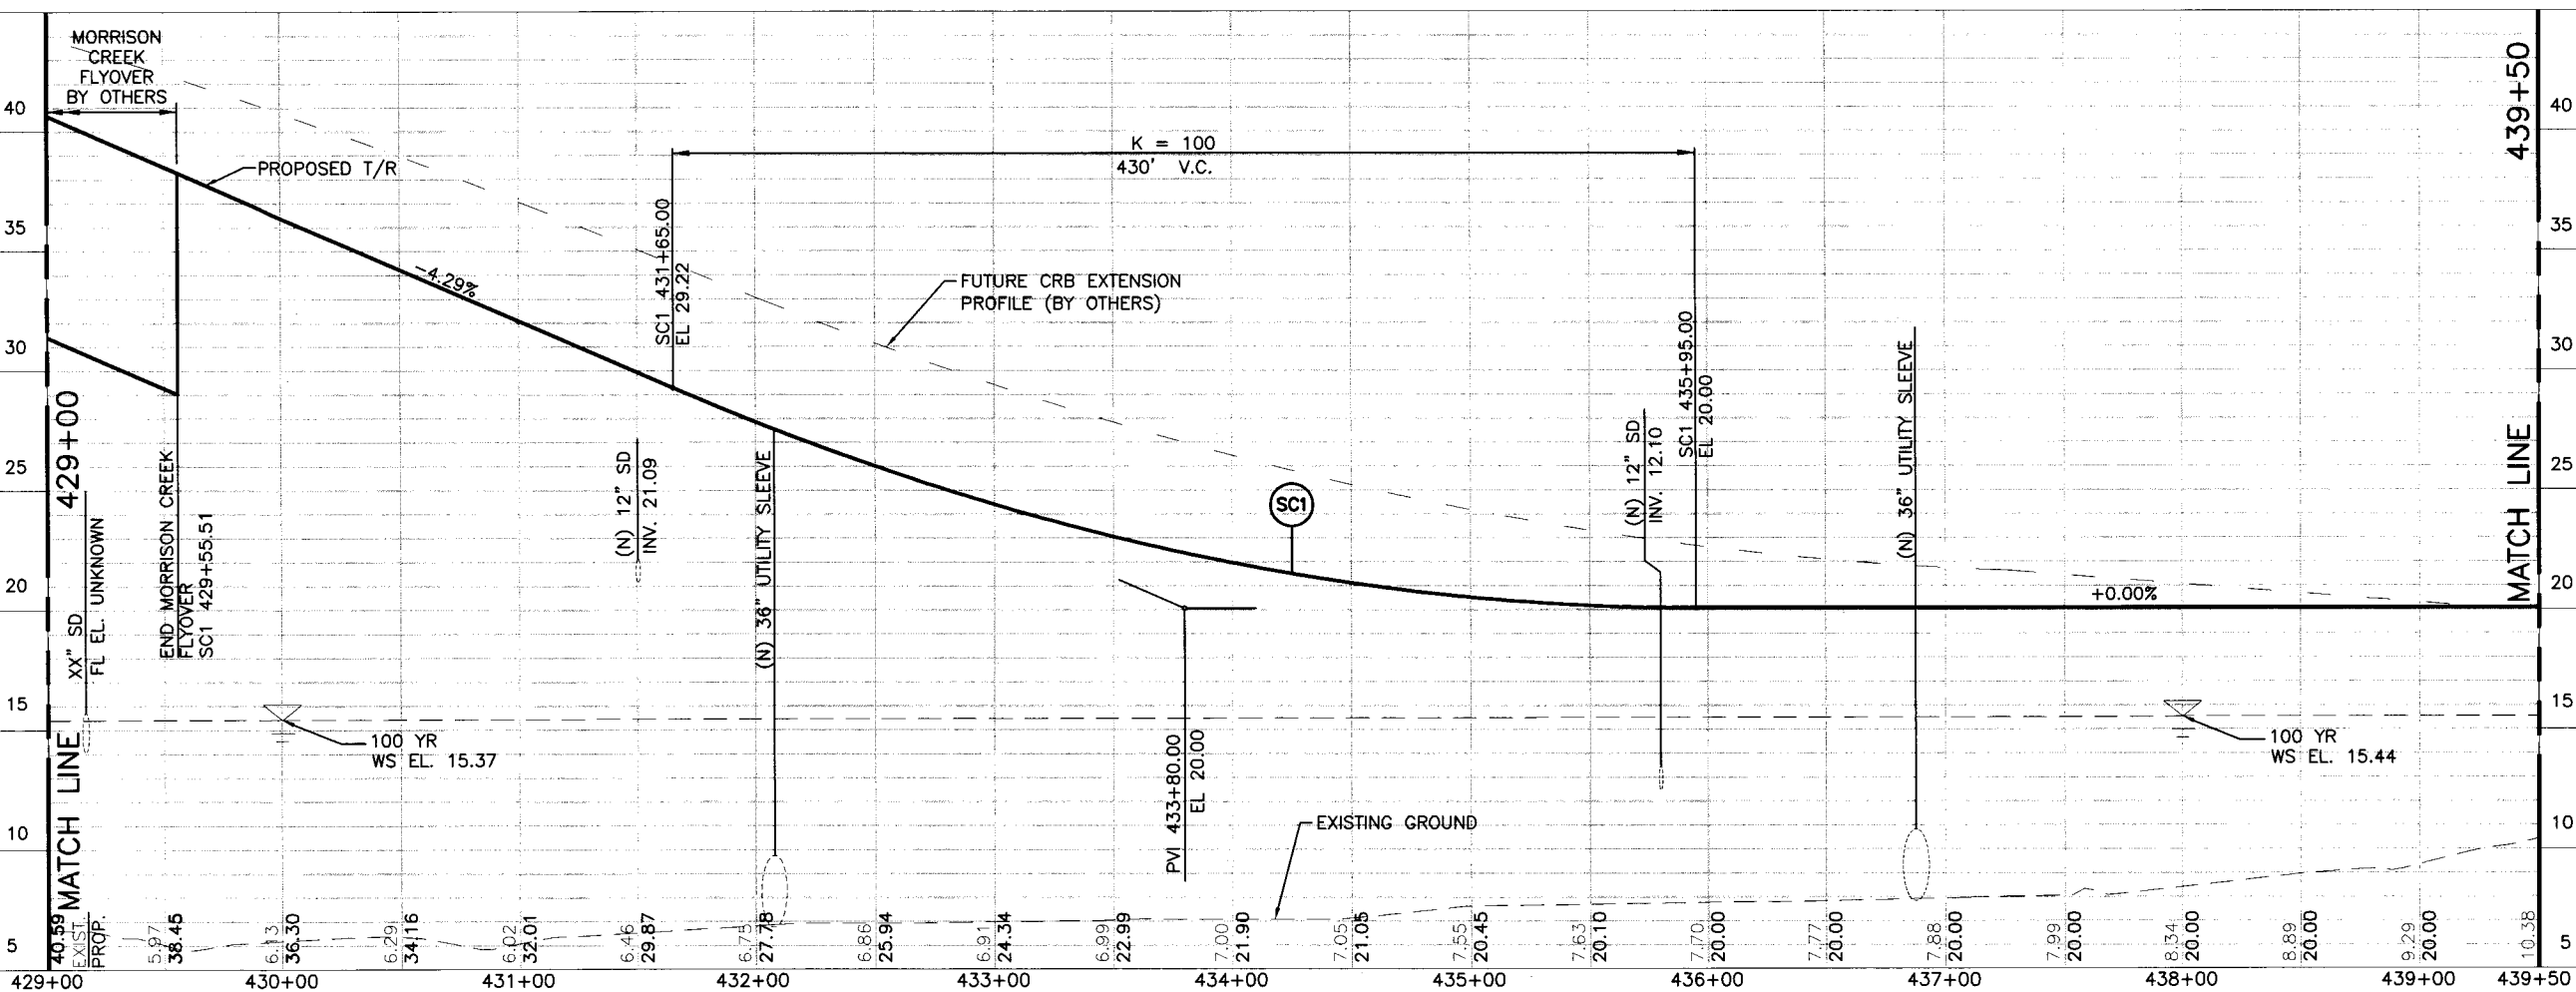 MORRISON
CREEK
FLYOVER
BY OTHERS
PROPOSED T/R
-4.29%
K = 100
430' V.C.
SC1 431+65.00
EL 29.22
FUTURE CRB EXTENSION
PROFILE (BY OTHERS)
SC1 435+95.00
EL 20.00
(N) 36" UTILITY SLEEVE
439+50
MATCH LINE
40
35
30
25
20
15
10
5
40
35
30
25
20
15
10
5
429+00
MATCH LINE
XX" SD
FL EL. UNKNOWN
END MORRISON CREEK
FLYOVER
SC1 429+55.51
(N) 12" SD
INV. 21.09
(N) 36" UTILITY SLEEVE
SC1
(N) 12" SD
INV. 12.10
+0.00%
100 YR
WS EL. 15.37
PVI 433+80.00
EL 20.00
100 YR
WS EL. 15.44
EXISTING GROUND
40.59
EXIST.
PROP.
5.97
38.45
6.13
36.30
6.29
34.16
6.02
32.01
6.46
29.87
6.75
27.78
6.86
25.94
6.91
24.34
6.99
22.99
7.00
21.90
7.05
21.05
7.55
20.45
7.63
20.10
7.70
20.00
7.77
20.00
7.88
20.00
7.99
20.00
8.34
20.00
8.89
20.00
9.29
20.00
10.38
429+00
430+00
431+00
432+00
433+00
434+00
435+00
436+00
437+00
438+00
439+00
439+50